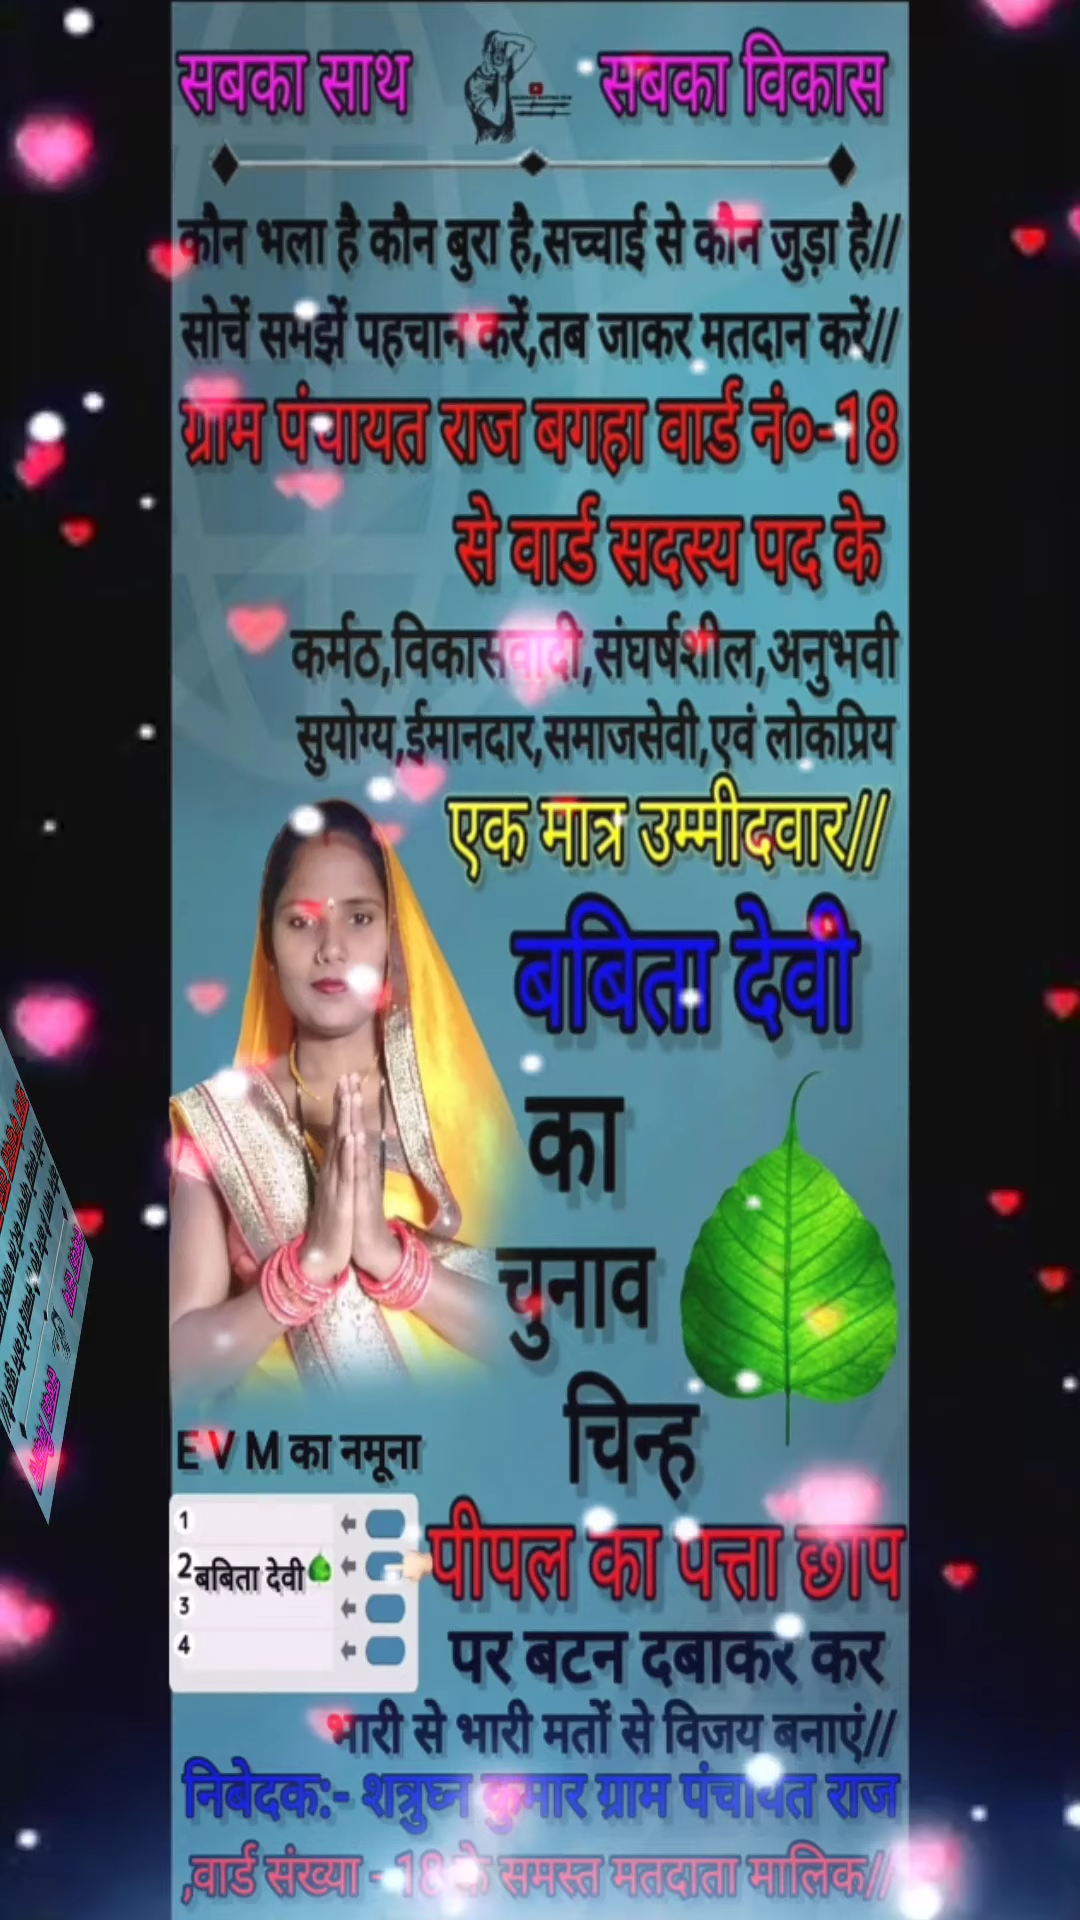 सबका साथ सबका विकास
कौन भला है कौन बुरा है,सच्चाई से कौन जुड़ा है//
सोचें समझें पहचान करें,तब जाकर मतदान करें//
ग्राम पंचायत राज बगहा वार्ड नं०-18
से वार्ड सदस्य पद के
कर्मठ,विकासवादी,संघर्षशील,अनुभवी
सुयोग्य,ईमानदार,समाजसेवी,एवं लोकप्रिय
एक मात्र उम्मीदवार//
बबिता देवी
का
चुनाव
चिन्ह
E V M का नमूना
1
2 बबिता देवी
3
4
पीपल का पत्ता छाप
पर बटन दबाकर कर
भारी से भारी मतों से विजय बनाएं//
निबेदक:- शत्रुघ्न कुमार ग्राम पंचायत राज
,वार्ड संख्या - 18 के समस्त मतदाता मालिक//